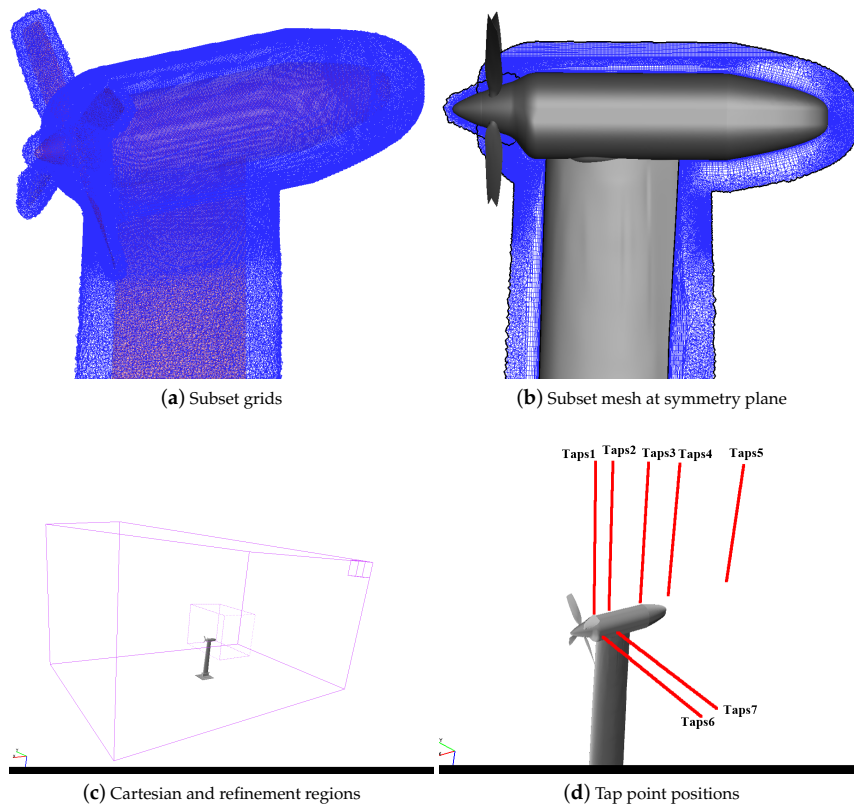 (a) Subset grids
(b) Subset mesh at symmetry plane
Taps1 Taps2 Taps3 Taps4 Taps5
Taps7
Taps6
(c) Cartesian and refinement regions
(d) Tap point positions